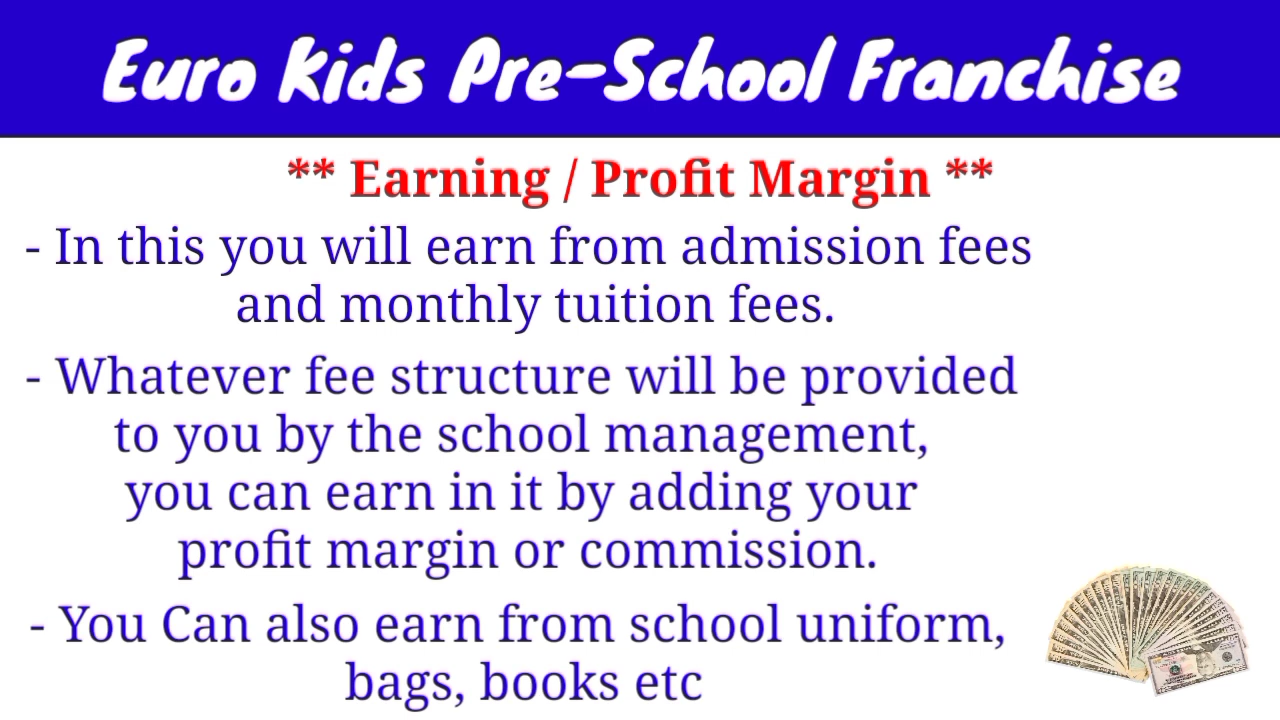 Euro Kids Pre-School Franchise
** Earning / Profit Margin **
- In this you will earn from admission fees
and monthly tuition fees.
- Whatever fee structure will be provided
to you by the school management,
you can earn in it by adding your
profit margin or commission.
- You Can also earn from school uniform,
bags, books etc